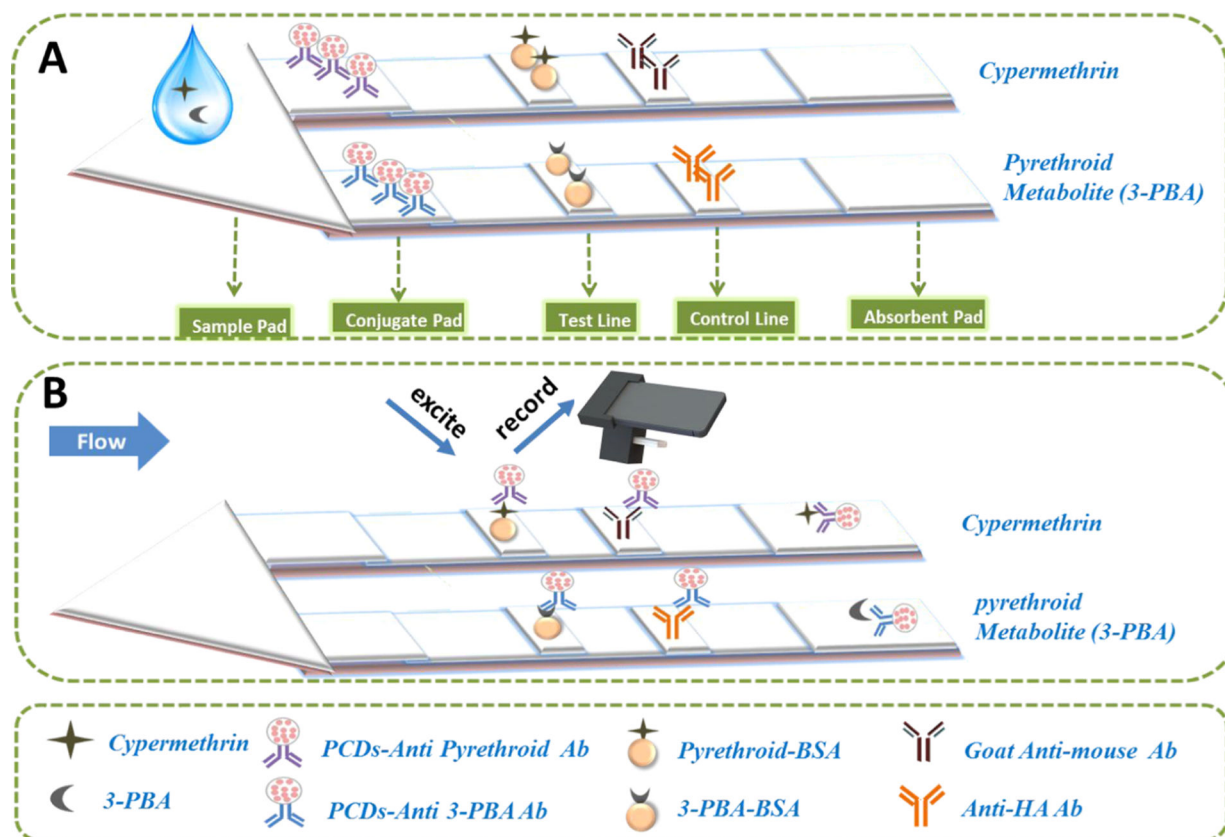 A
Cypermethrin
Pyrethroid
Metabolite (3-PBA)
Sample Pad
Conjugate Pad
Test Line
Control Line
Absorbent Pad
B
Flow
excite
record
Cypermethrin
pyrethroid
Metabolite (3-PBA)
Cypermethrin
PCDs-Anti Pyrethroid Ab
Pyrethroid-BSA
Goat Anti-mouse Ab
3-PBA
PCDs-Anti 3-PBA Ab
3-PBA-BSA
Anti-HA Ab